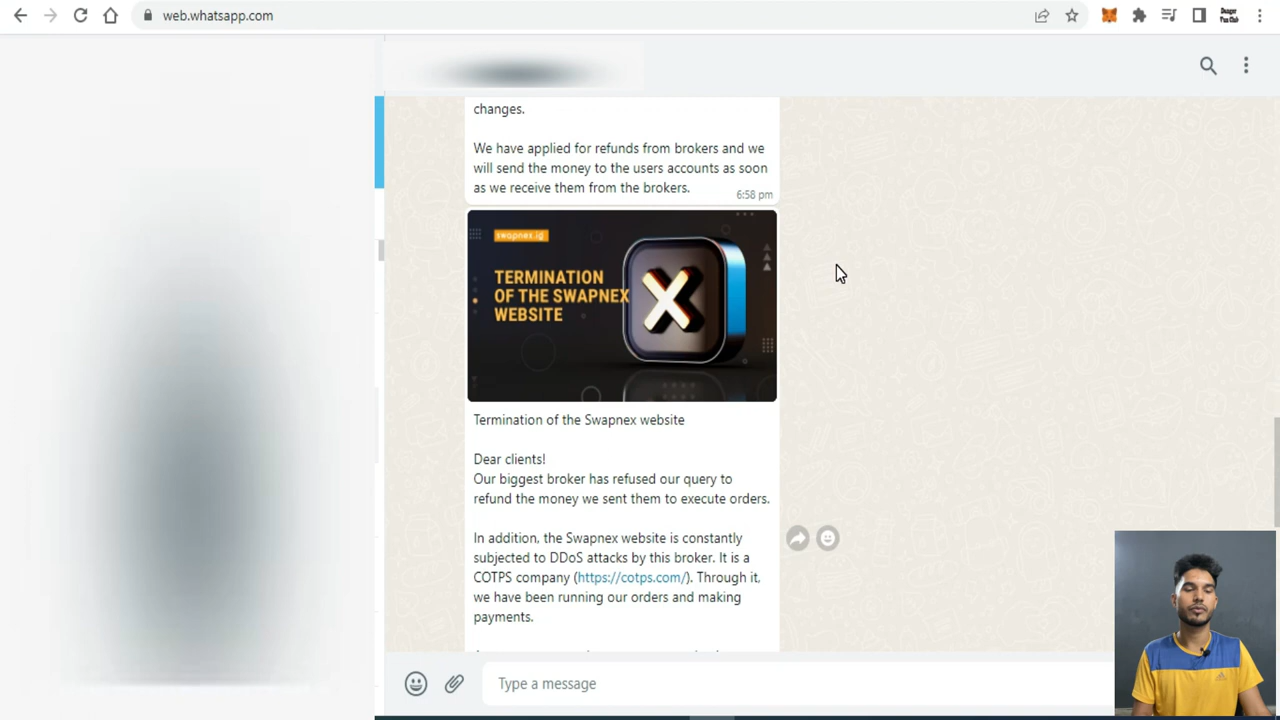 web.whatsapp.com
changes.
We have applied for refunds from brokers and we
will send the money to the users accounts as soon
as we receive them from the brokers.
6:58 pm
swapnex.ig
TERMINATION
OF THE SWAPNEX
WEBSITE
Termination of the Swapnex website
Dear clients!
Our biggest broker has refused our query to
refund the money we sent them to execute orders.
In addition, the Swapnex website is constantly
subjected to DDoS attacks by this broker. It is a
COTPS company (https://cotps.com/). Through it,
we have been running our orders and making
payments.
Type a message